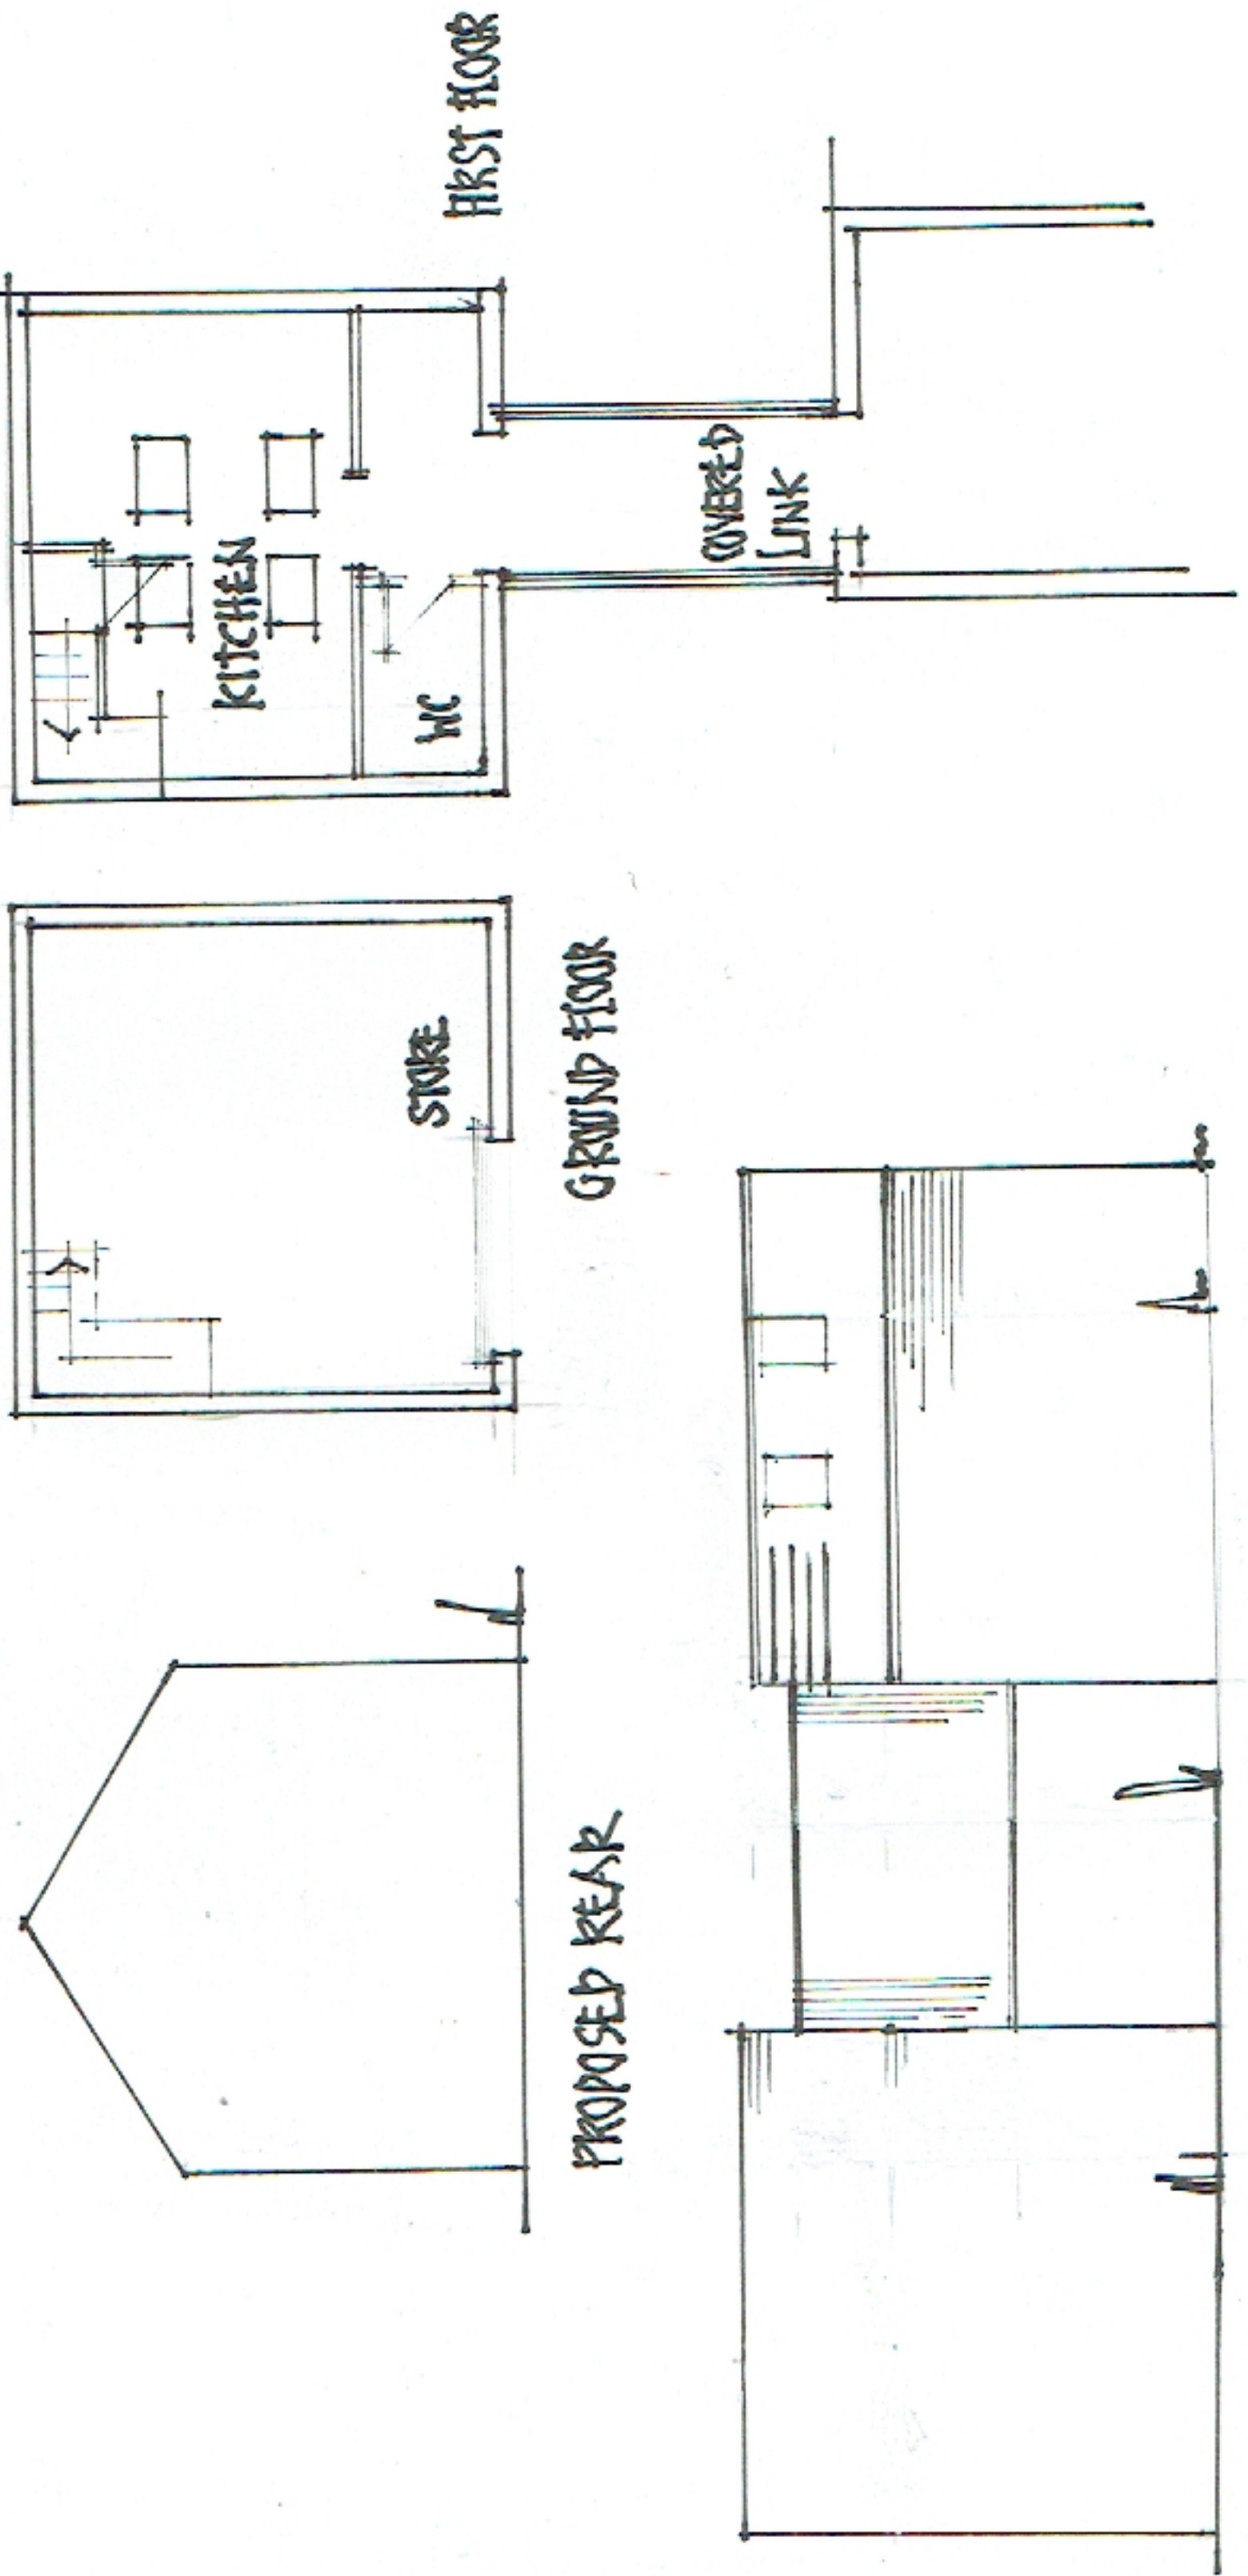 PROPOSED REAR
STORE
GROUND FLOOR
KITCHEN
WC
FIRST FLOOR
COVERED
LINK